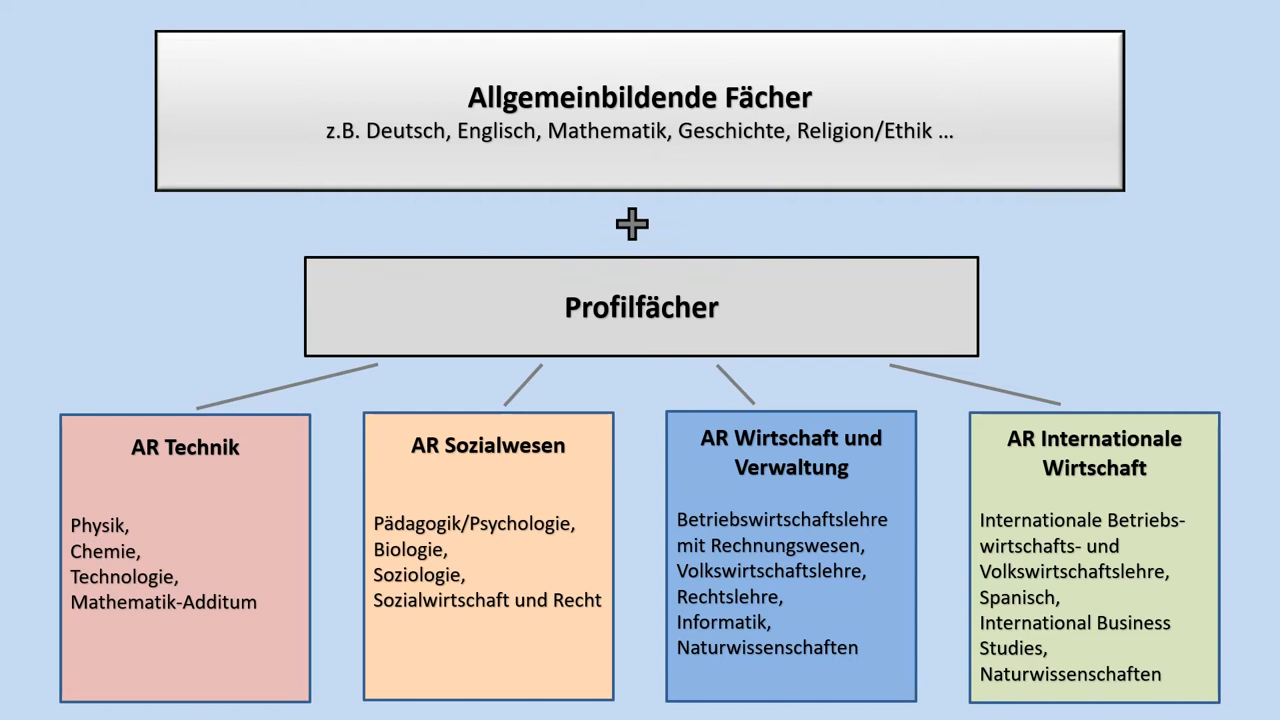 Allgemeinbildende Fächer
z.B. Deutsch, Englisch, Mathematik, Geschichte, Religion/Ethik ...
Profilfächer
AR Technik
Physik,
Chemie,
Technologie,
Mathematik-Additum
AR Sozialwesen
Pädagogik/Psychologie,
Biologie,
Soziologie,
Sozialwirtschaft und Recht
AR Wirtschaft und
Verwaltung
Betriebswirtschaftslehre
mit Rechnungswesen,
Volkswirtschaftslehre,
Rechtslehre,
Informatik,
Naturwissenschaften
AR Internationale
Wirtschaft
Internationale Betriebs-
wirtschafts- und
Volkswirtschaftslehre,
Spanisch,
International Business
Studies,
Naturwissenschaften